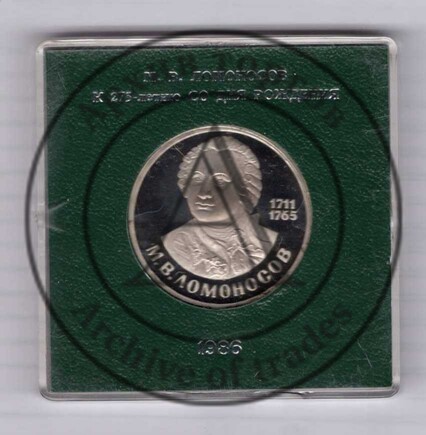 М. В. ЛОМОНОСОВ
К 275-летию СО ДНЯ РОЖДЕНИЯ
1711
1765
М.В.ЛОМОНОСОВ
1986
Archive of trades